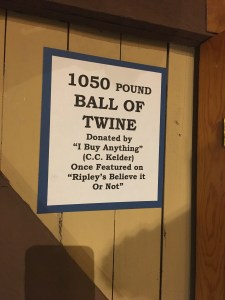 1050 POUND
BALL OF
TWINE
Donated by
"I Buy Anything"
(C.C. Kelder)
Once Featured on
"Ripley's Believe it
Or Not"